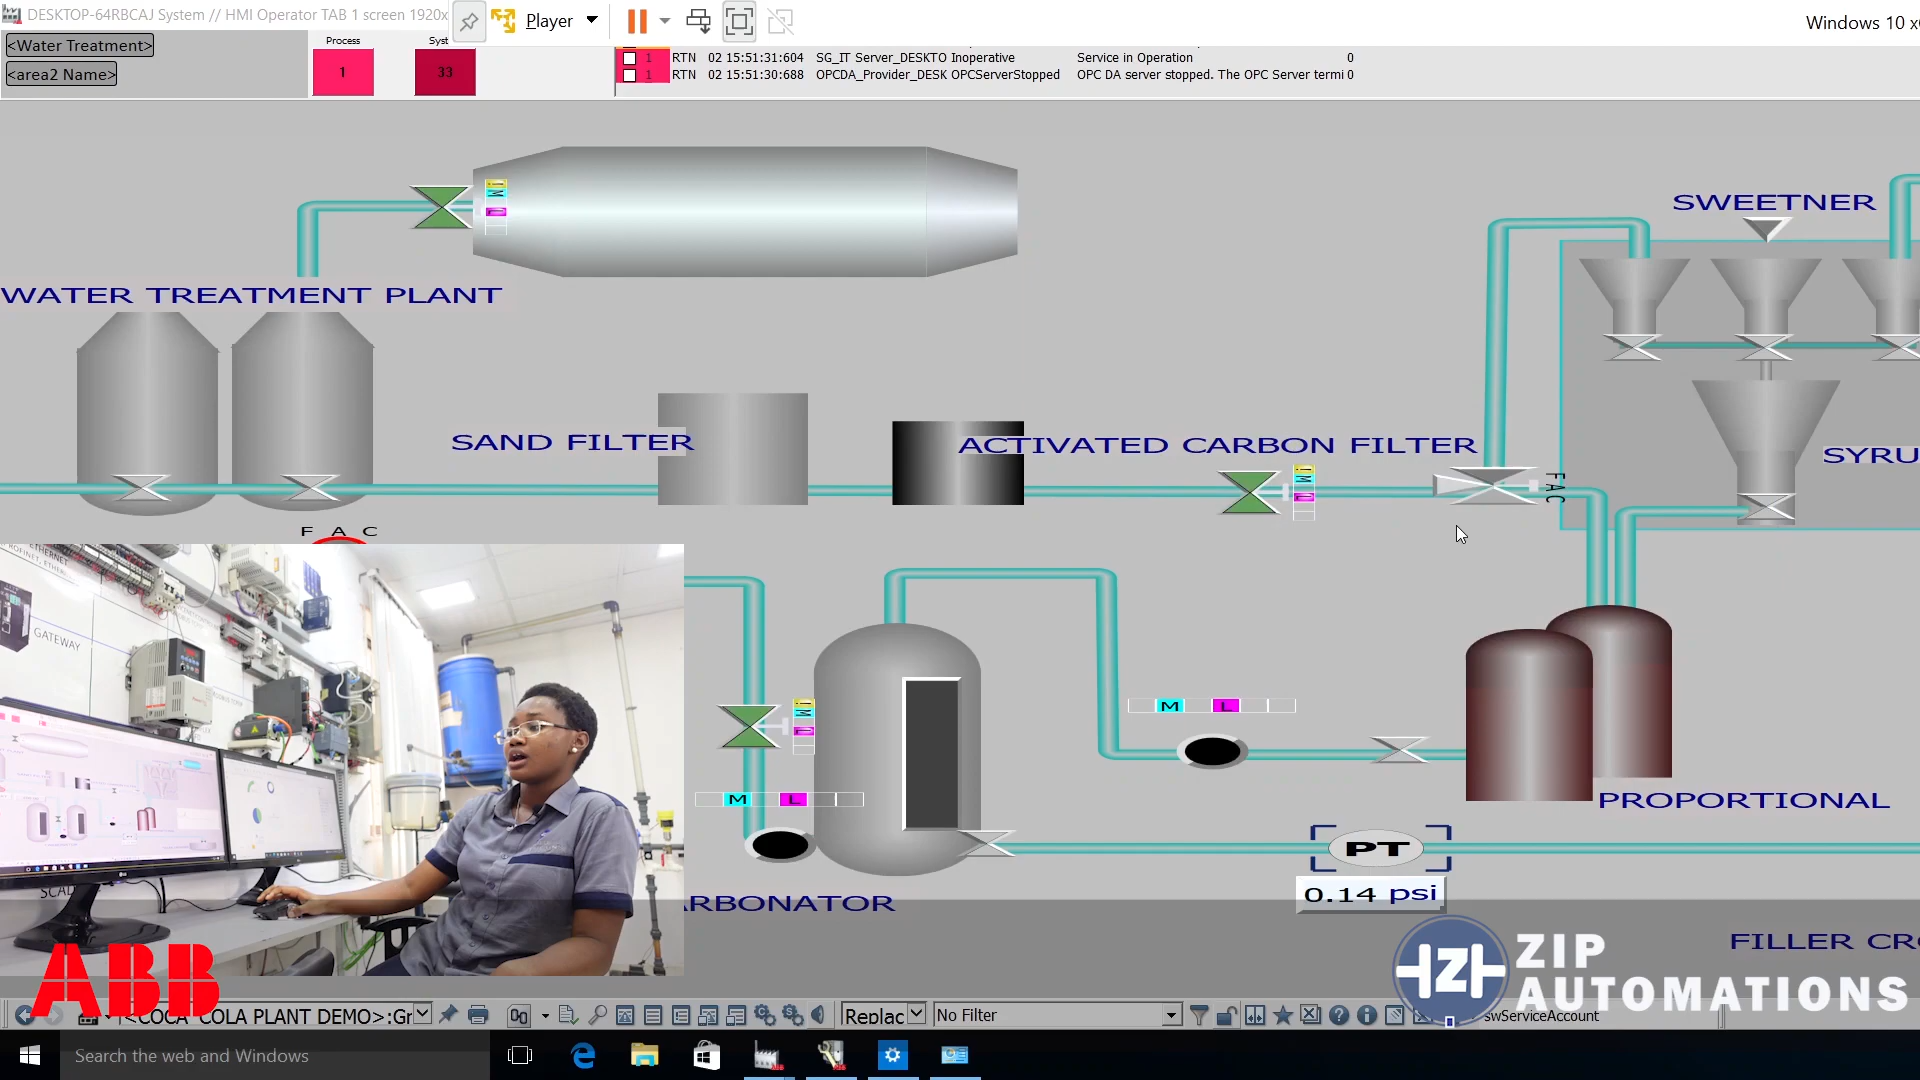 DESKTOP-64RBCAJ System // HMI Operator TAB 1 screen 1920x
Player
Windows 10 x
<Water Treatment>
<area2 Name>
Process
Syst
1
33
1 RTN 02 15:51:31:604 SG_IT Server_DESKTO Inoperative Service in Operation 0
1 RTN 02 15:51:30:688 OPCDA_Provider_DESK OPCServerStopped OPC DA server stopped. The OPC Server termi 0
SWEETNER
WATER TREATMENT PLANT
SAND FILTER
ACTIVATED CARBON FILTER
SYRU
F A C
F A C
GATEWAY
M L
M L
PROPORTIONAL
PT
0.14 psi
RBONATOR
FILLER CRO
ABB
ZIP
AUTOMATIONS
<COCA COLA PLANT DEMO>:Gr
Replac
No Filter
swServiceAccount
Search the web and Windows